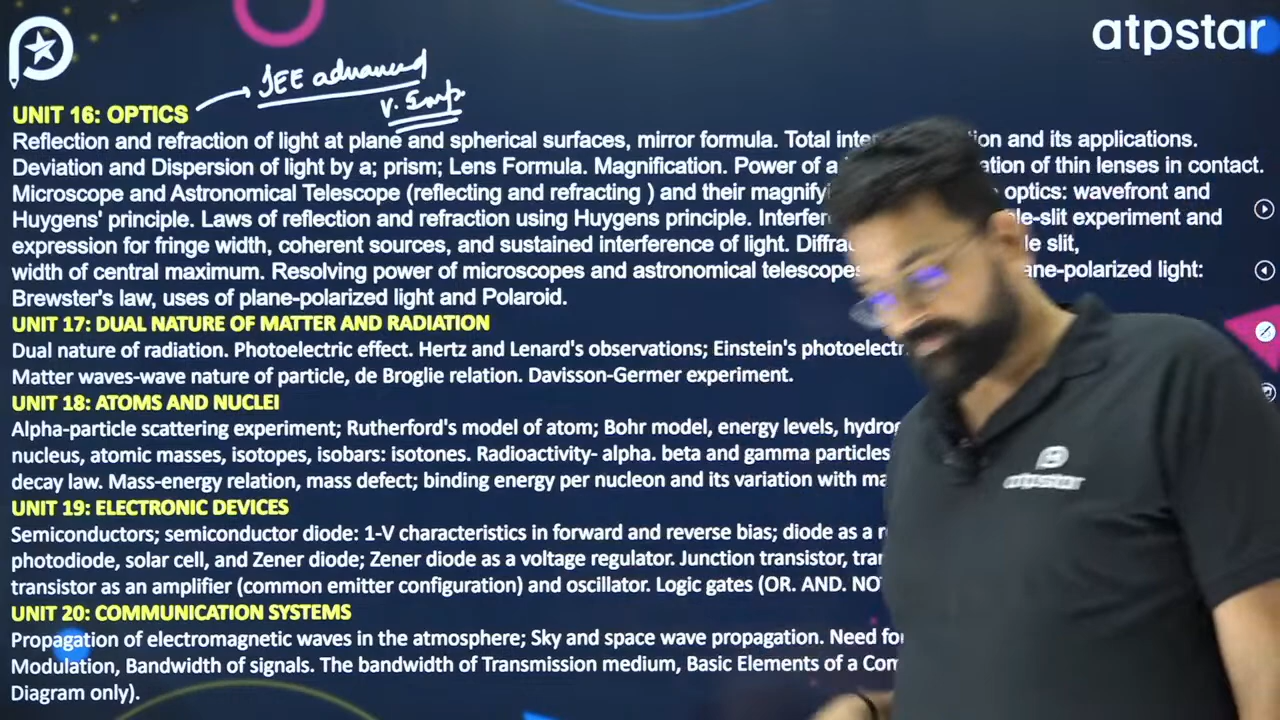 atpstar
JEE advanced
V. Imp.
UNIT 16: OPTICS
Reflection and refraction of light at plane and spherical surfaces, mirror formula. Total inte ion and its applications.
Deviation and Dispersion of light by a; prism; Lens Formula. Magnification. Power of a ation of thin lenses in contact.
Microscope and Astronomical Telescope (reflecting and refracting ) and their magnifyi optics: wavefront and
Huygens' principle. Laws of reflection and refraction using Huygens principle. Interfer le-slit experiment and
expression for fringe width, coherent sources, and sustained interference of light. Diffra le slit,
width of central maximum. Resolving power of microscopes and astronomical telescopes ane-polarized light:
Brewster's law, uses of plane-polarized light and Polaroid.
UNIT 17: DUAL NATURE OF MATTER AND RADIATION
Dual nature of radiation. Photoelectric effect. Hertz and Lenard's observations; Einstein's photoelectr
Matter waves-wave nature of particle, de Broglie relation. Davisson-Germer experiment.
UNIT 18: ATOMS AND NUCLEI
Alpha-particle scattering experiment; Rutherford's model of atom; Bohr model, energy levels, hydrog
nucleus, atomic masses, isotopes, isobars: isotones. Radioactivity- alpha. beta and gamma particles
decay law. Mass-energy relation, mass defect; binding energy per nucleon and its variation with ma
UNIT 19: ELECTRONIC DEVICES
Semiconductors; semiconductor diode: 1-V characteristics in forward and reverse bias; diode as a r
photodiode, solar cell, and Zener diode; Zener diode as a voltage regulator. Junction transistor, tran
transistor as an amplifier (common emitter configuration) and oscillator. Logic gates (OR. AND. NO
UNIT 20: COMMUNICATION SYSTEMS
Propagation of electromagnetic waves in the atmosphere; Sky and space wave propagation. Need for
Modulation, Bandwidth of signals. The bandwidth of Transmission medium, Basic Elements of a Com
Diagram only).
atpstar